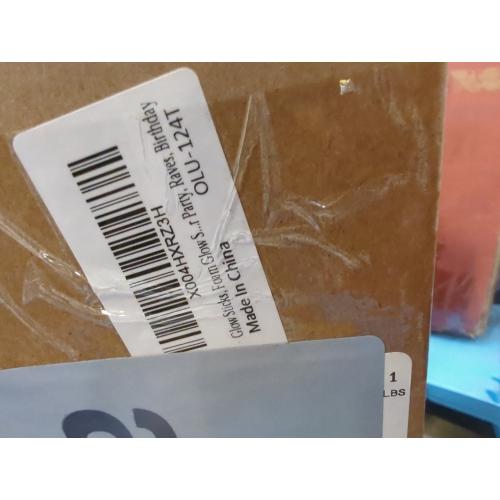 X004HXRZ3H
Glow Sticks, Foam Glow S...r Party, Raves, Birthday
OLU-124T
Made In China
1
LBS